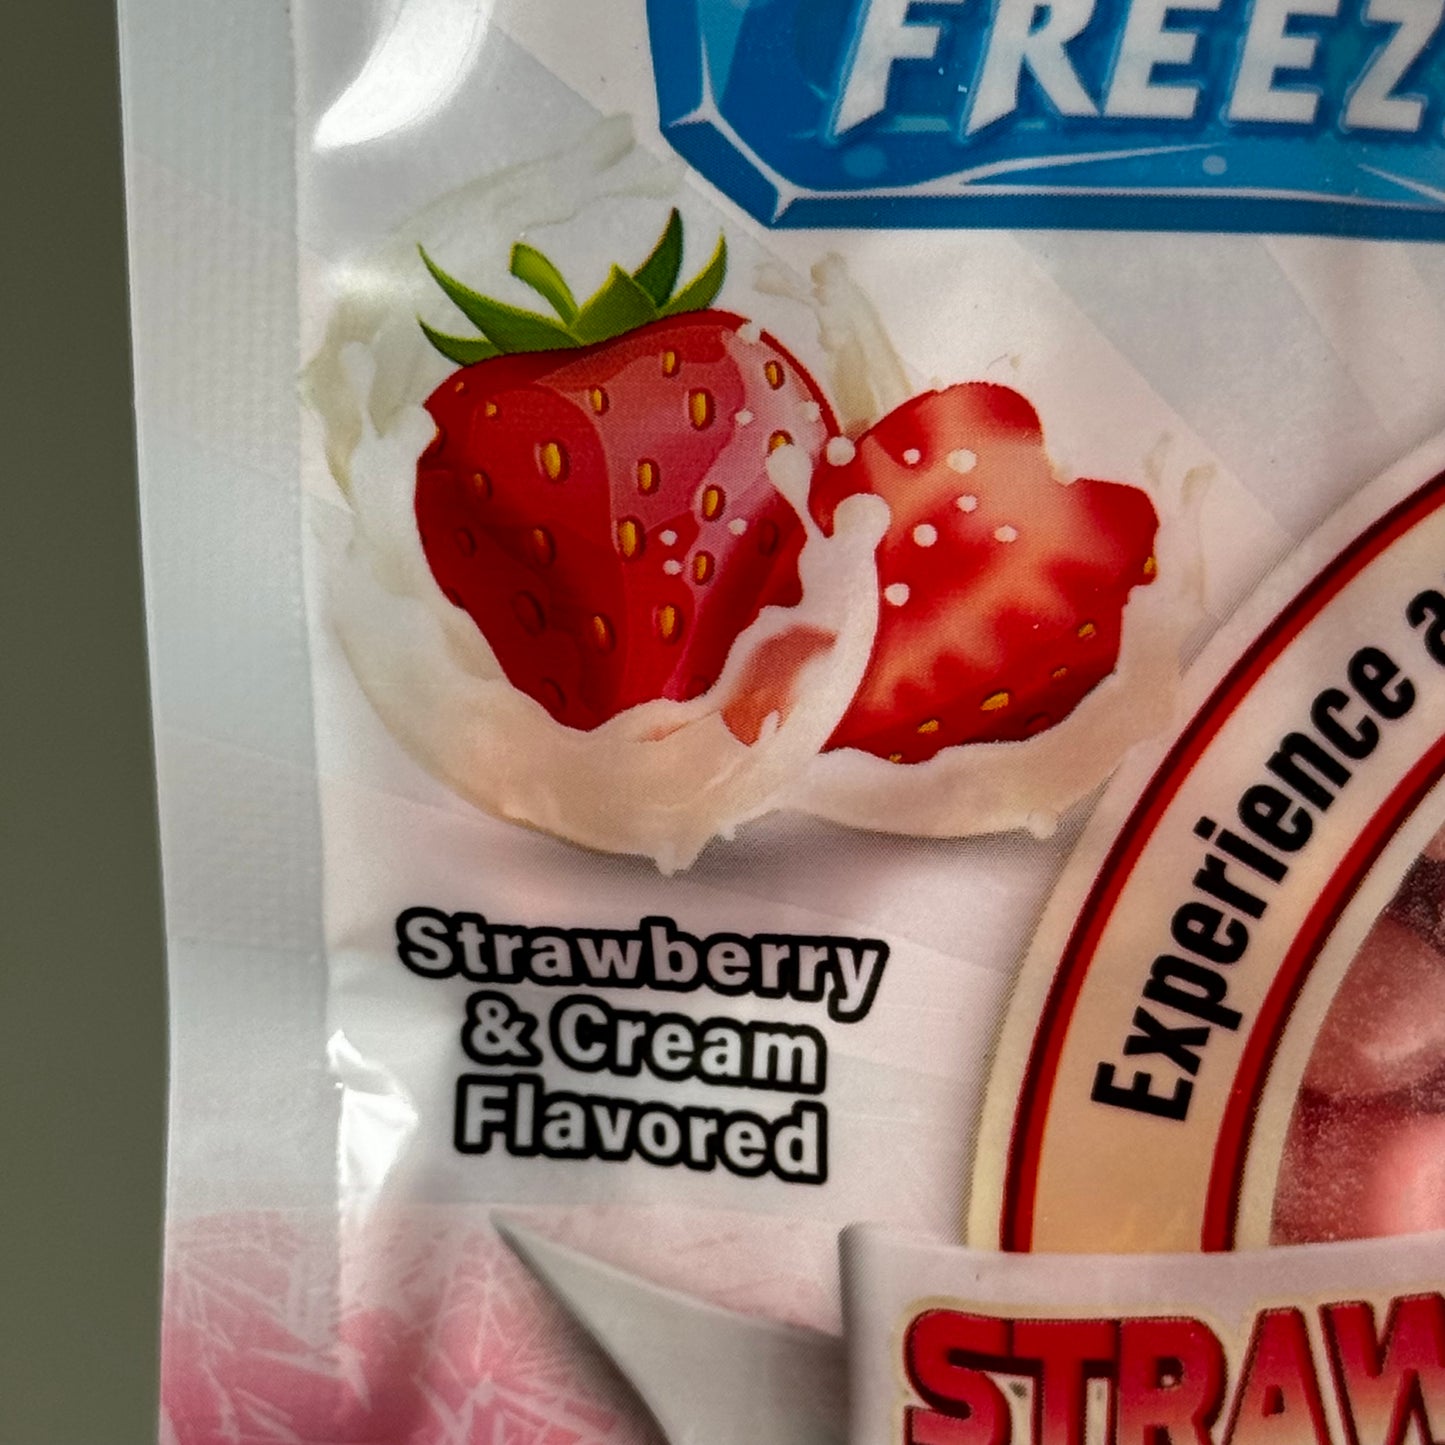 FREEZ
Experience a
Strawberry
& Cream
Flavored
STRAW